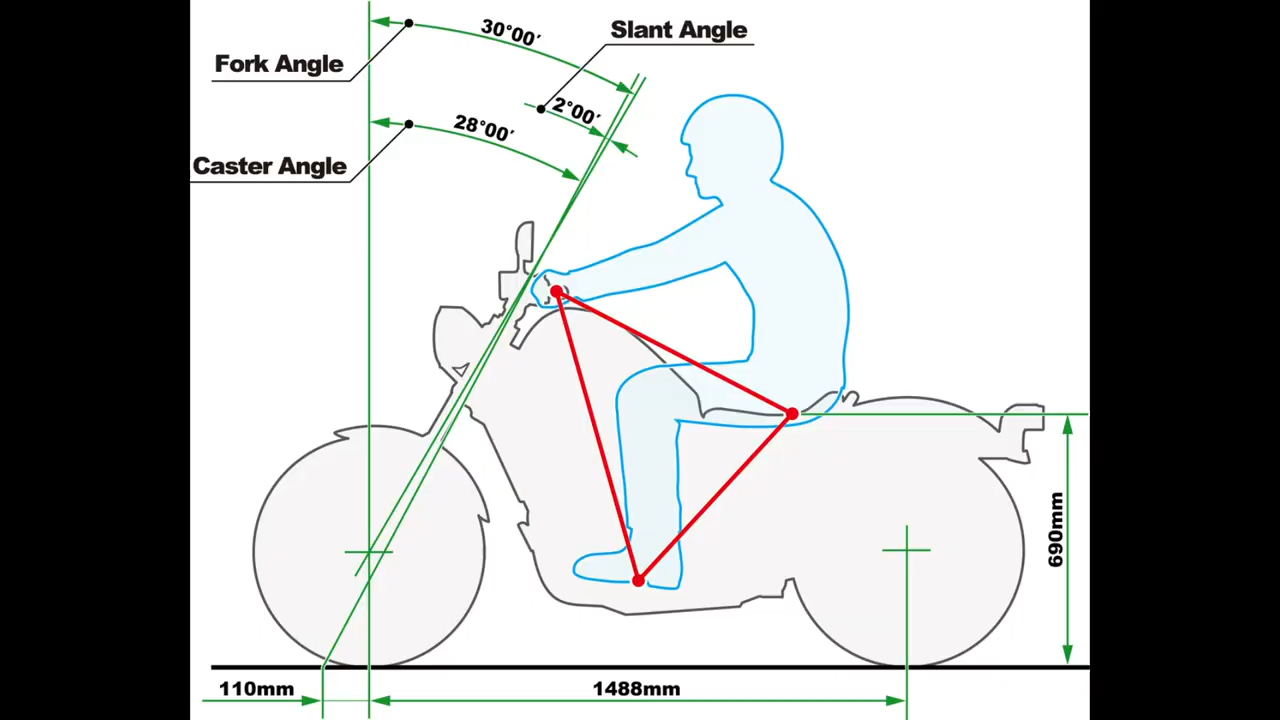 30°00′
Slant Angle
Fork Angle
2°00′
28°00′
Caster Angle
690mm
110mm
1488mm